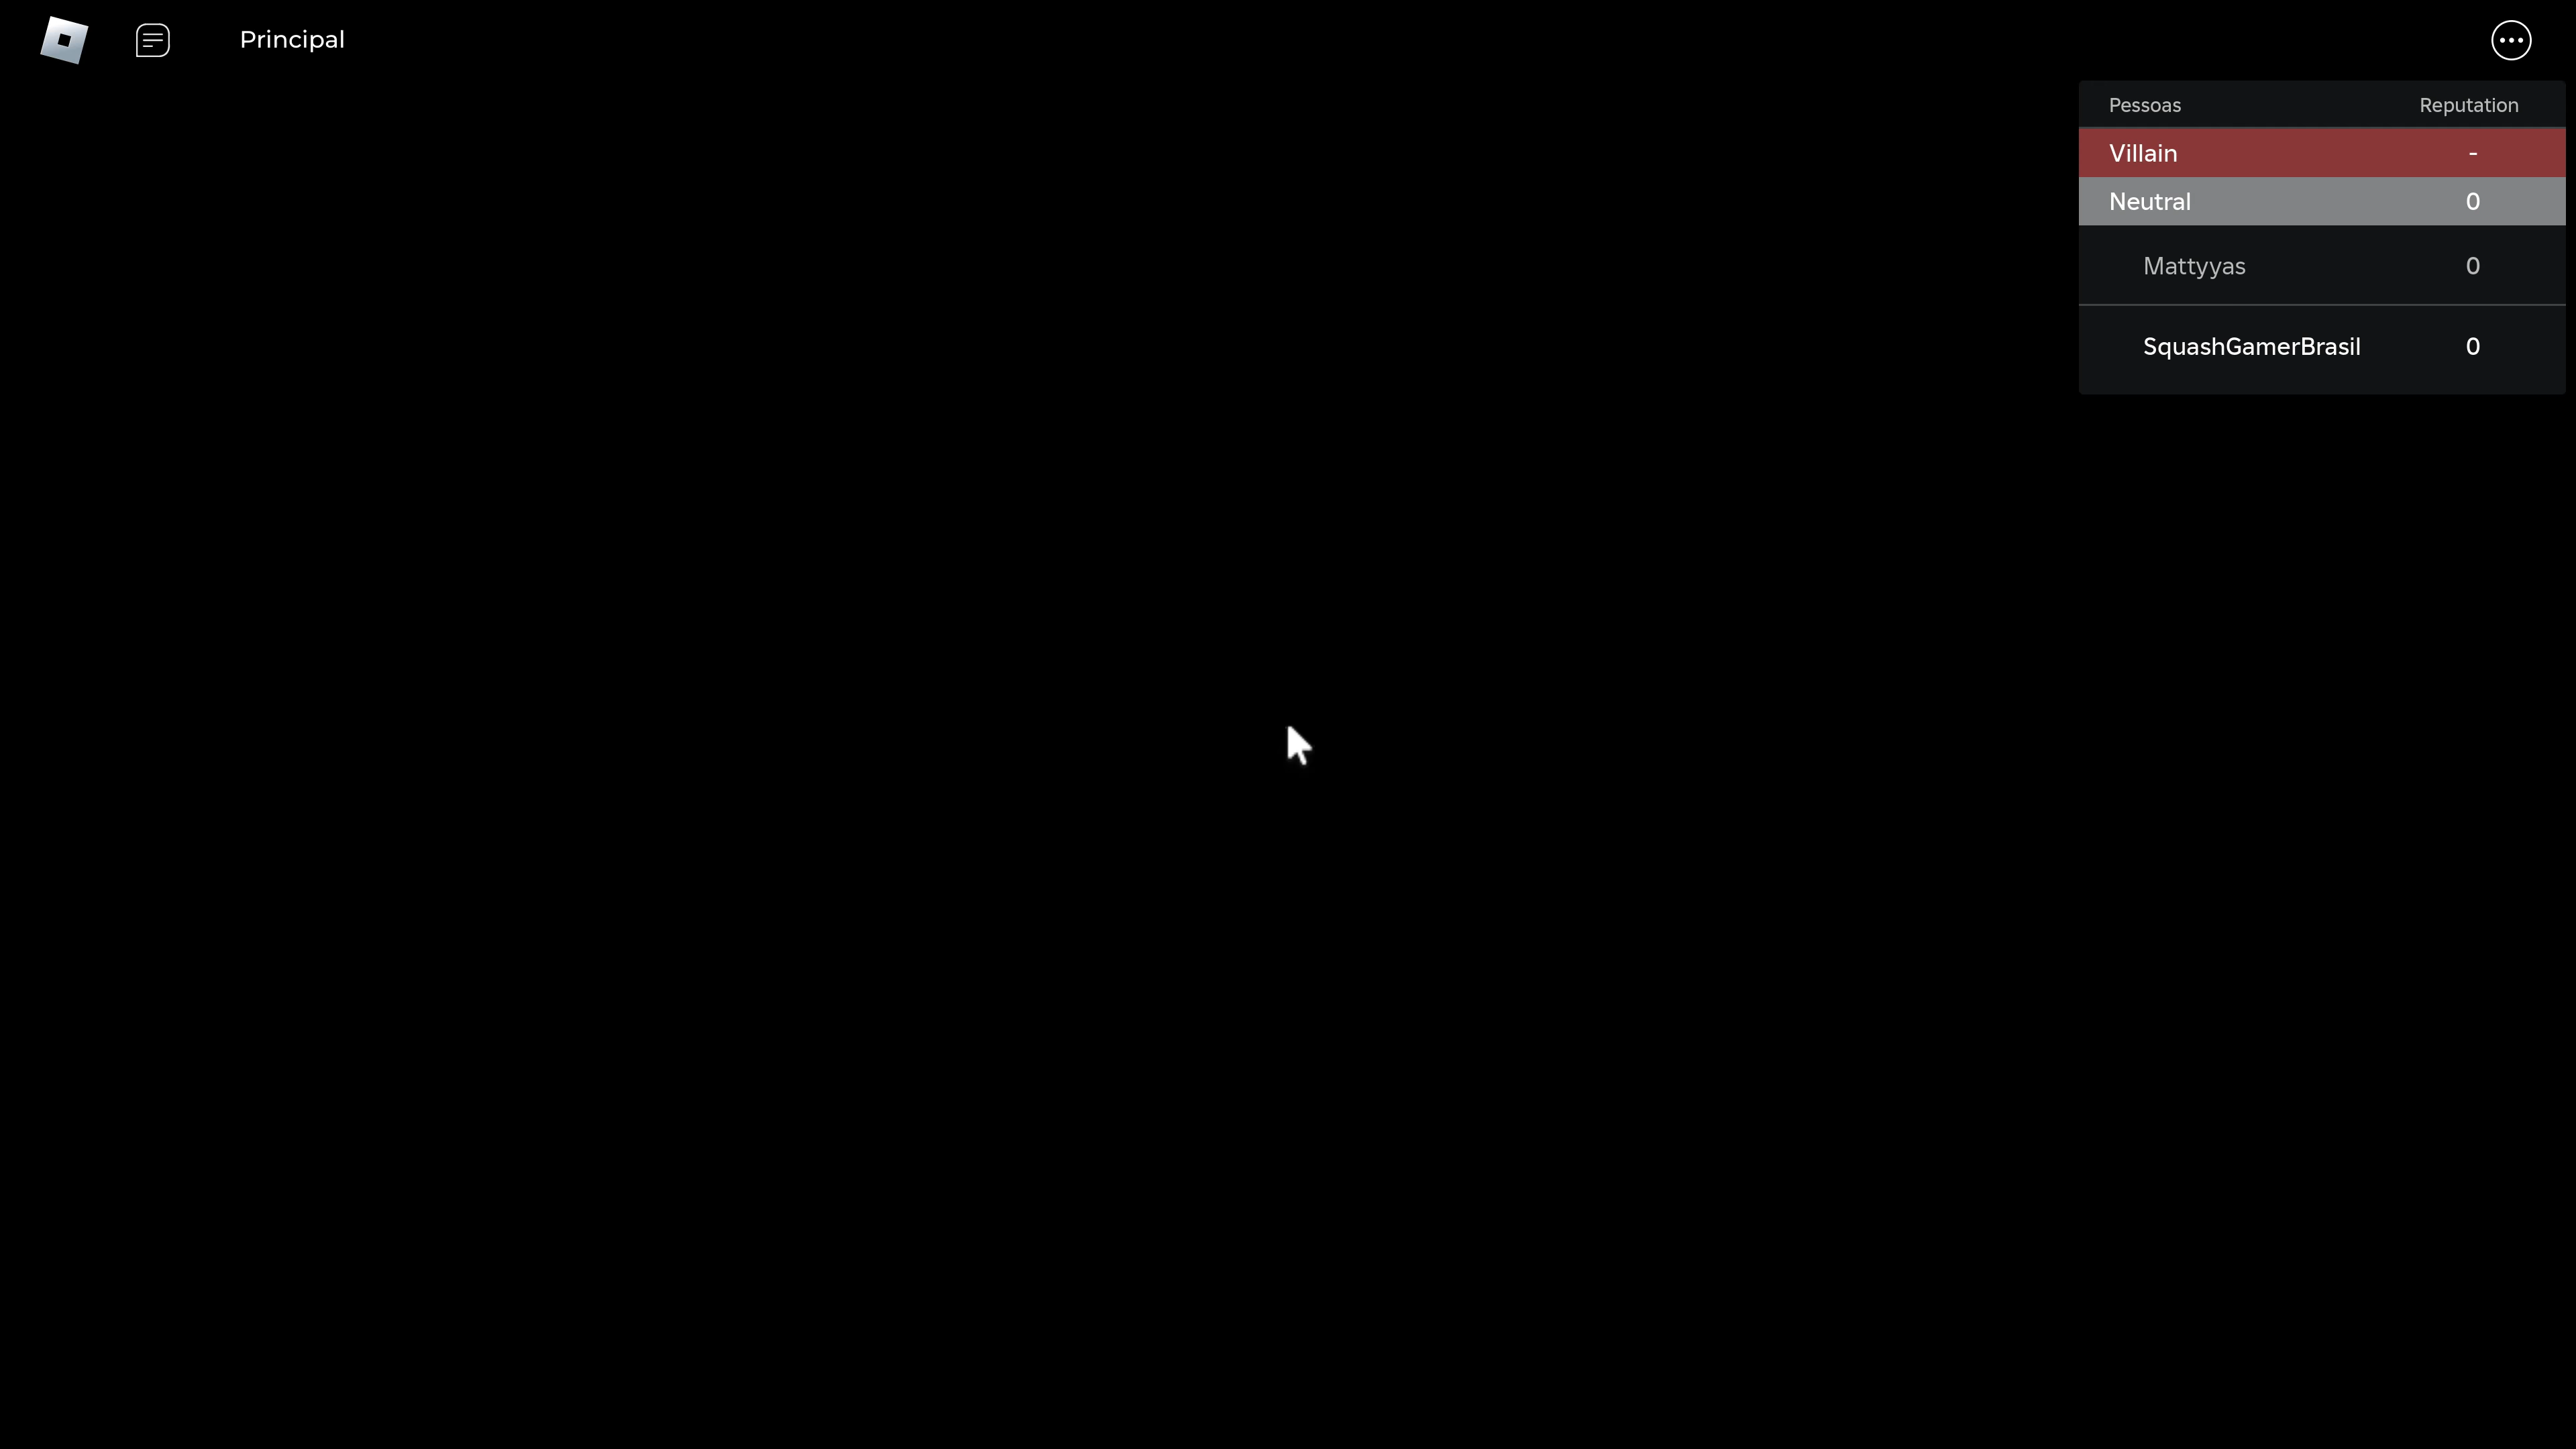 Principal
Pessoas Reputation
Villain -
Neutral 0
Mattyyas 0
SquashGamerBrasil 0